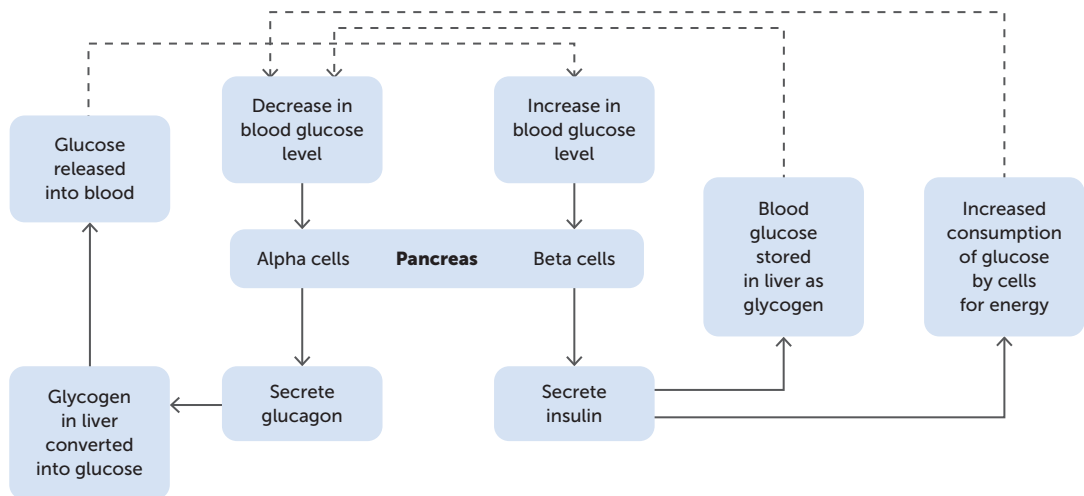 Decrease in
blood glucose
level
Increase in
blood glucose
level
Glucose
released
into blood
Blood
glucose
stored
in liver as
glycogen
Increased
consumption
of glucose
by cells
for energy
Alpha cells Pancreas Beta cells
Glycogen
in liver
converted
into glucose
Secrete
glucagon
Secrete
insulin